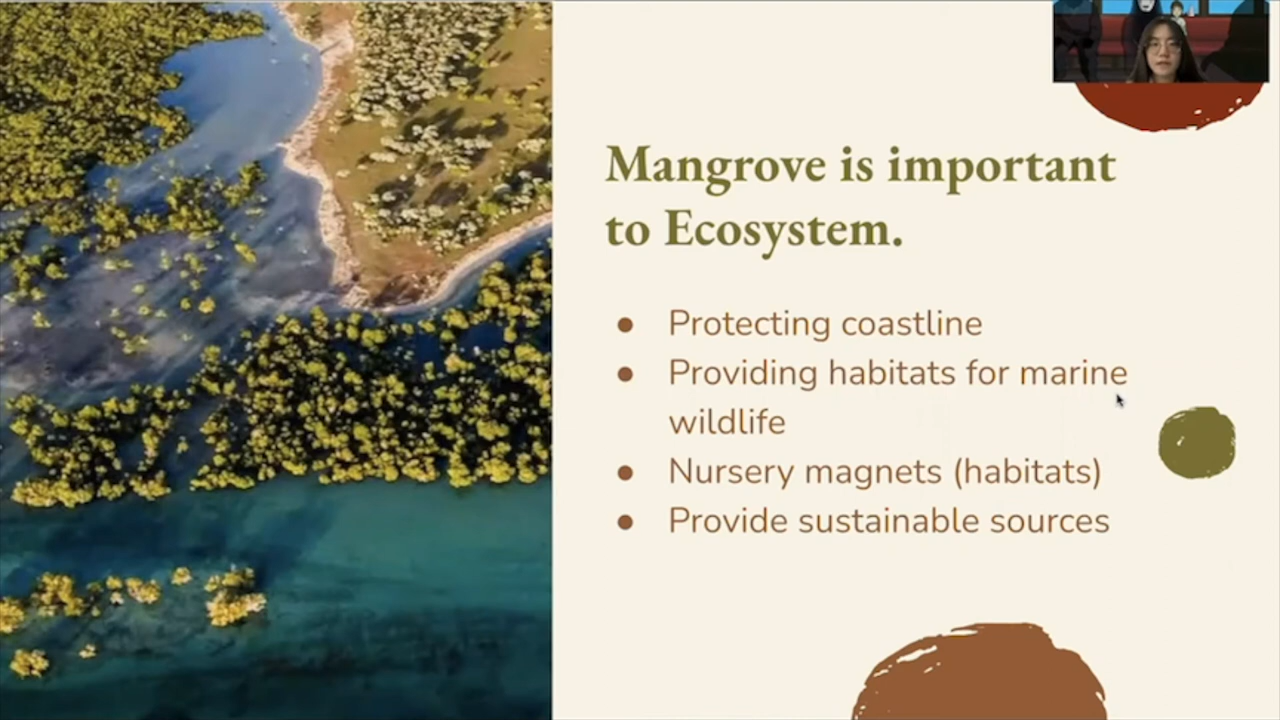 Mangrove is important
to Ecosystem.
● Protecting coastline
● Providing habitats for marine
wildlife
● Nursery magnets (habitats)
● Provide sustainable sources